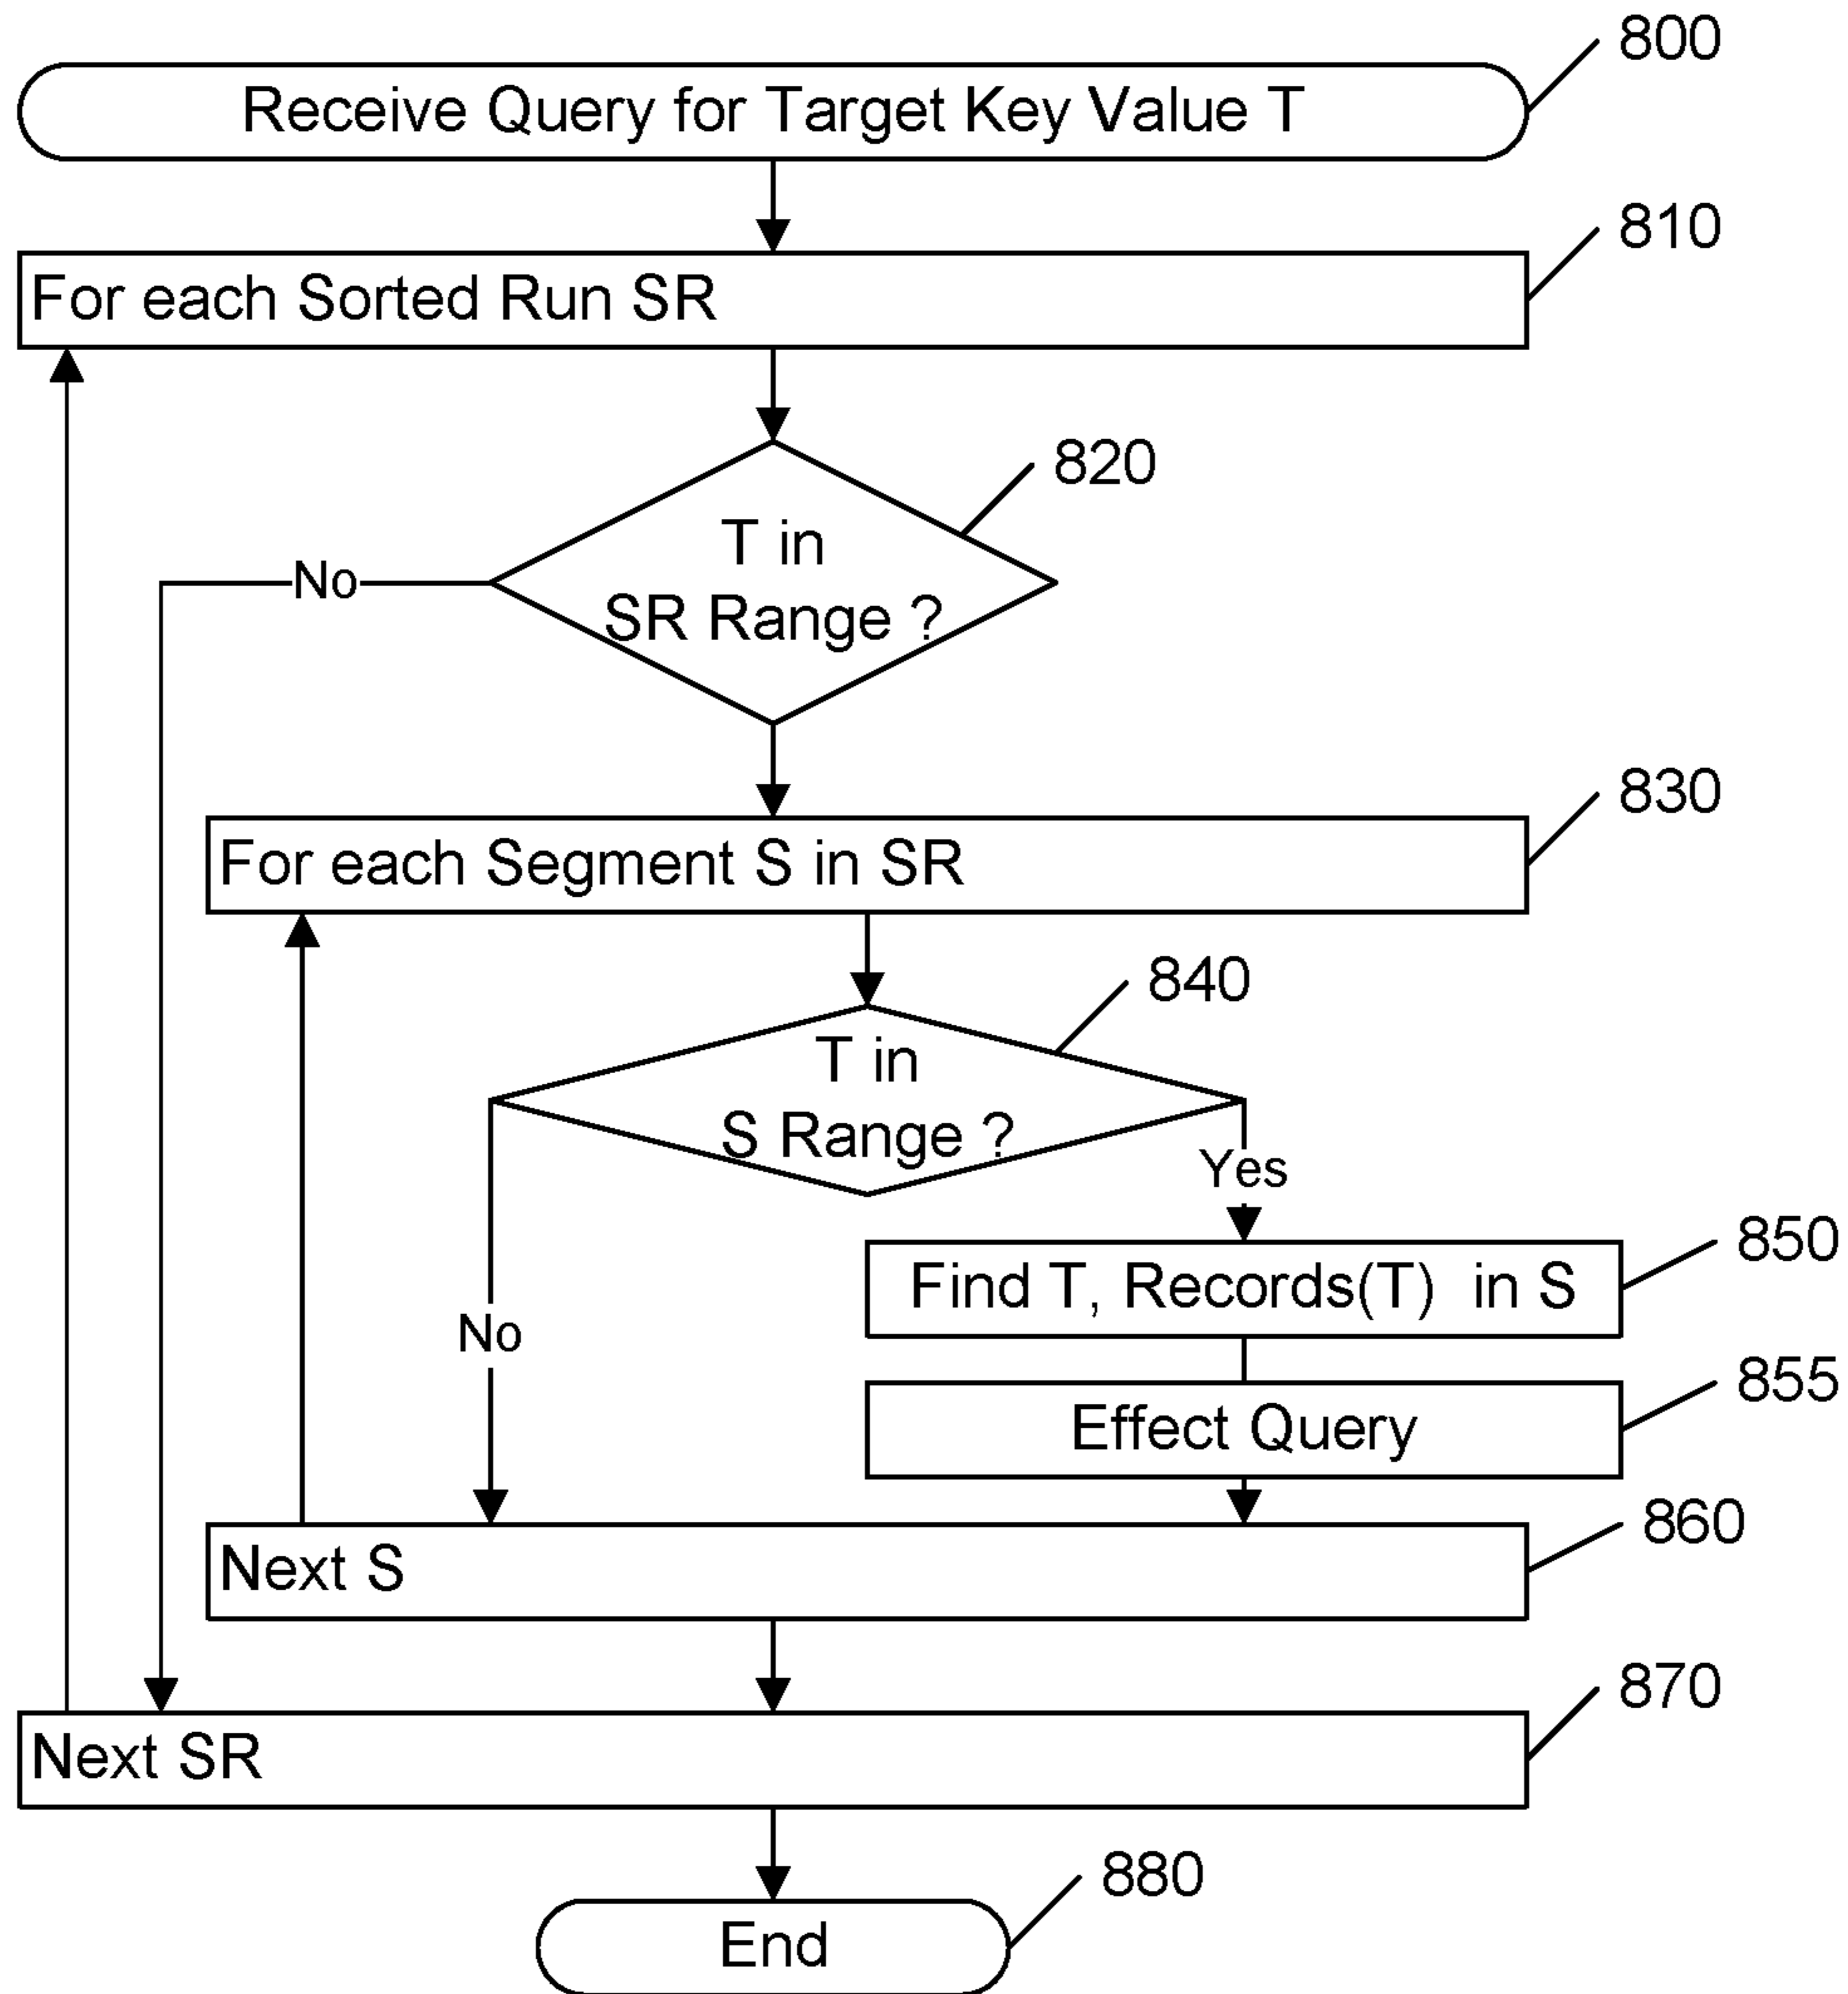 800
Receive Query for Target Key Value T
810
For each Sorted Run SR
820
T in
SR Range ?
No
830
For each Segment S in SR
840
T in
S Range ?
Yes
850
Find T, Records(T) in S
No
855
Effect Query
860
Next S
870
Next SR
880
End